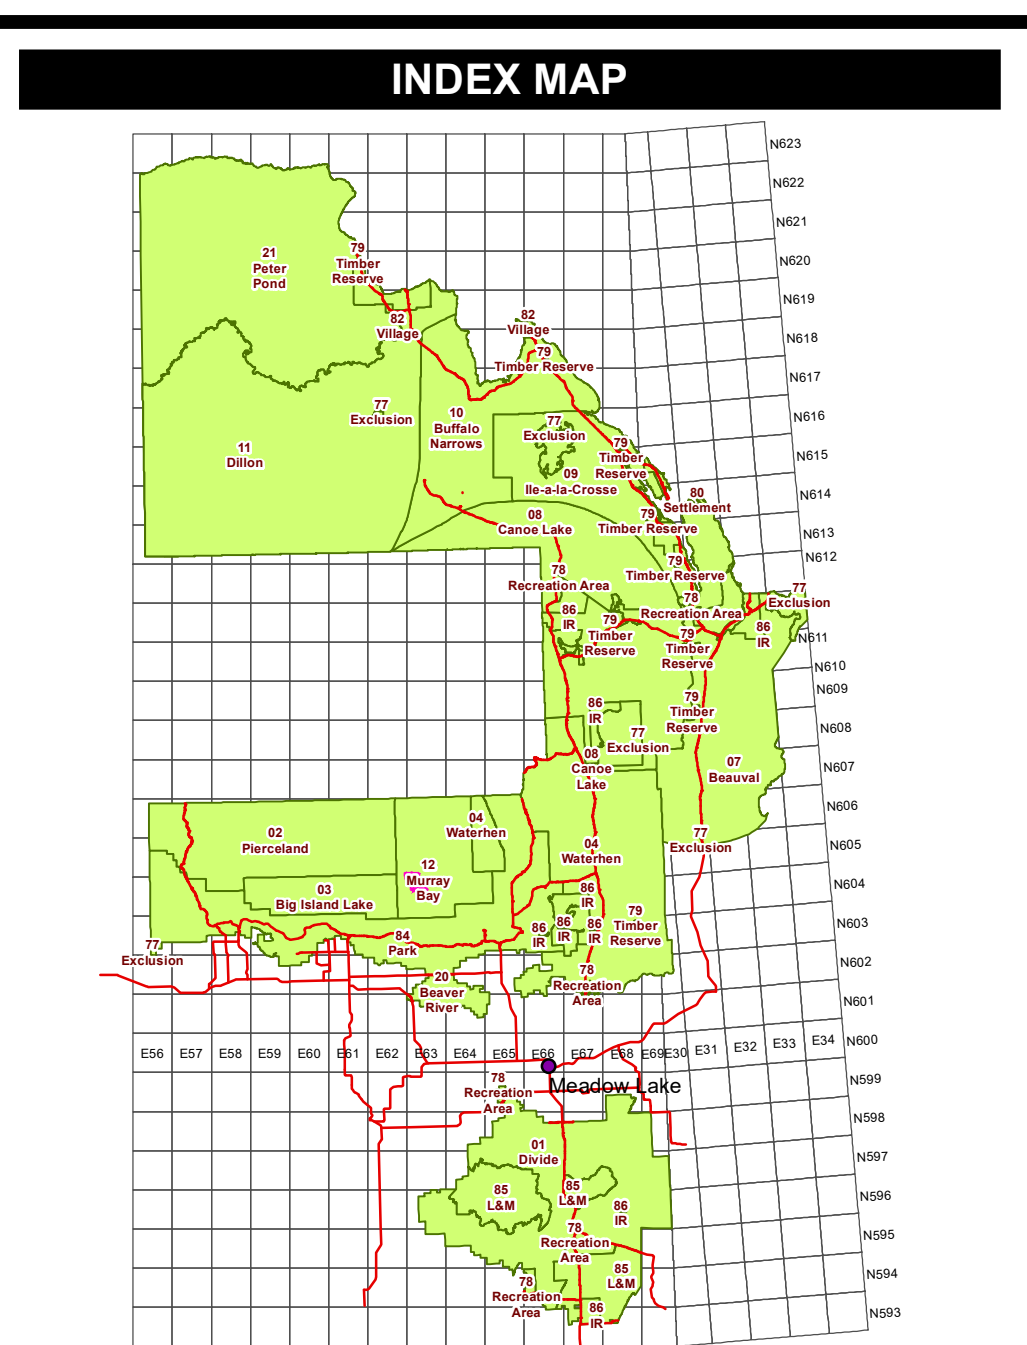 INDEX MAP
N623
N622
N621
N620
N619
N618
N617
N616
N615
N614
N613
N612
N611
N610
N609
N608
N607
N606
N605
N604
N603
N602
N601
N600
N599
N598
N597
N596
N595
N594
N593
21
Peter
Pond
79
Timber
Reserve
82
Village
82
Village
79
Timber Reserve
77
Exclusion
10
Buffalo
Narrows
77
Exclusion
79
Timber
Reserve
11
Dillon
09
Ile-a-la-Crosse
80
Settlement
08
Canoe Lake
79
Timber Reserve
78
Recreation Area
79
Timber Reserve
77
Exclusion
78
Recreation Area
86
IR
79
Timber
Reserve
79
Timber
Reserve
86
IR
86
IR
79
Timber
Reserve
77
Exclusion
08
Canoe
Lake
07
Beauval
04
Waterhen
02
Pierceland
77
Exclusion
04
Waterhen
12
Murray
Bay
03
Big Island Lake
86
IR
79
Timber
Reserve
86
IR
86
IR
86
IR
84
Park
77
Exclusion
20
Beaver
River
78
Recreation
Area
E56 E57 E58 E59 E60 E61 E62 E63 E64 E65 E66 E67 E68 E69 E30 E31 E32 E33 E34
Meadow Lake
78
Recreation
Area
01
Divide
85
L&M
85
L&M
86
IR
78
Recreation
Area
85
L&M
78
Recreation
Area
86
IR